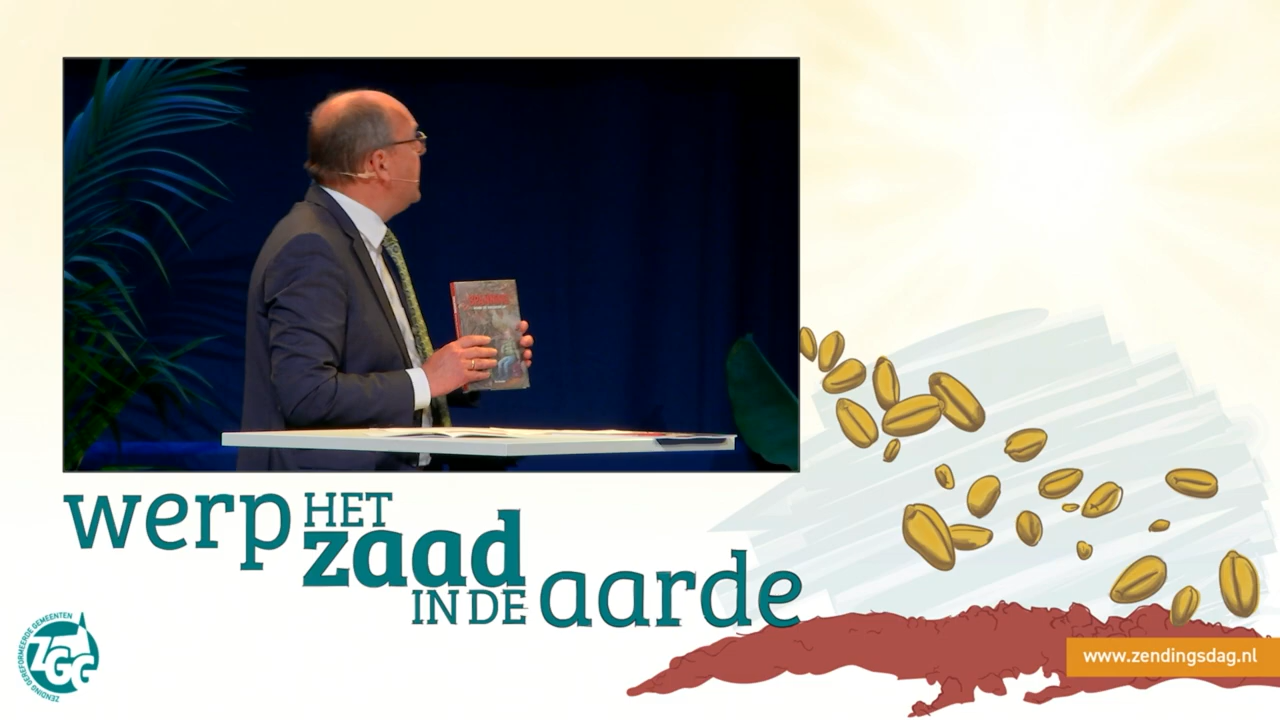 werp HET
zaad
IN DE aarde
ZENDING GEREFORMEERDE GEMEENTEN
ZGG
www.zendingsdag.nl